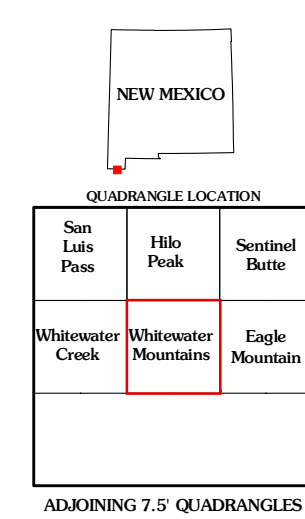 NEW MEXICO
QUADRANGLE LOCATION
San
Luis
Pass
Hilo
Peak
Sentinel
Butte
Whitewater
Creek
Whitewater
Mountains
Eagle
Mountain
ADJOINING 7.5' QUADRANGLES